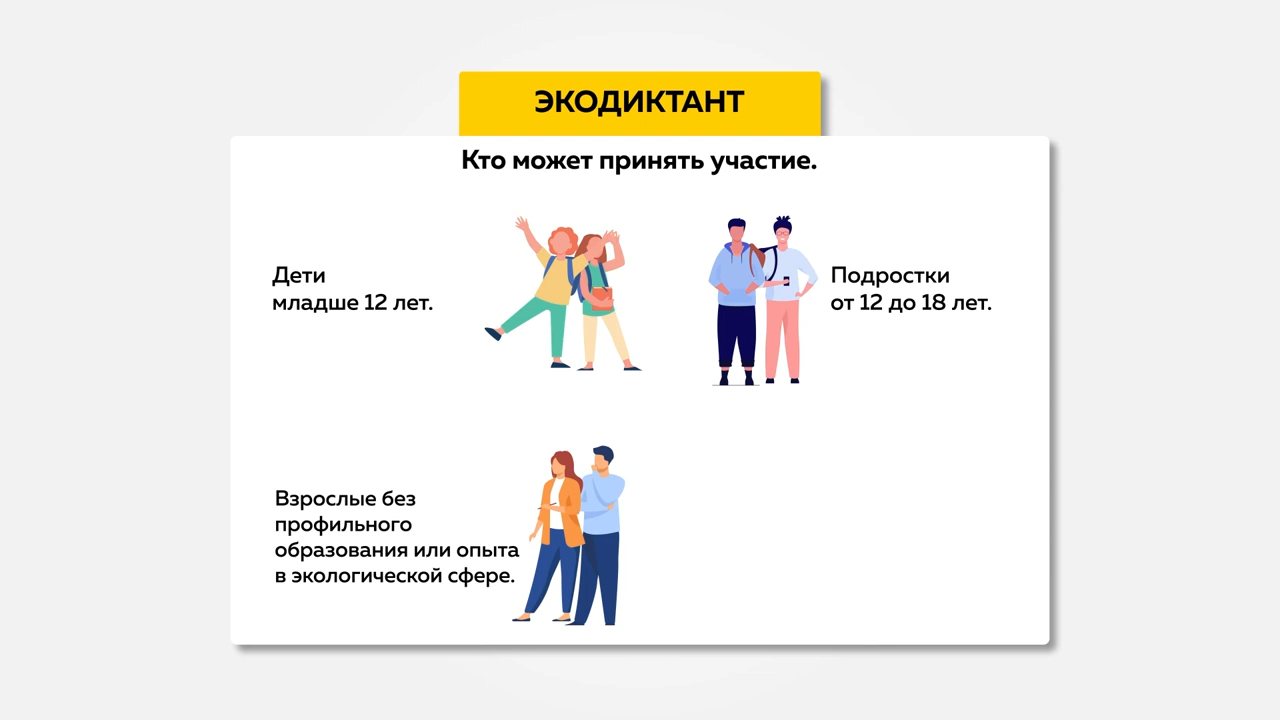 ЭКОДИКТАНТ
Кто может принять участие.
Дети
младше 12 лет.
Подростки
от 12 до 18 лет.
Взрослые без
профильного
образования или опыта
в экологической сфере.